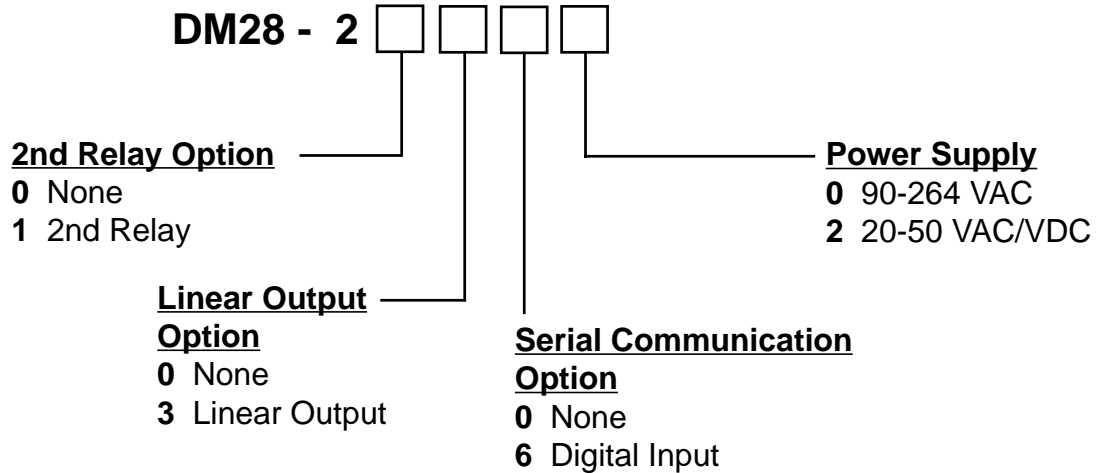 DM28 - 2
2nd Relay Option
0 None
1 2nd Relay
Power Supply
0 90-264 VAC
2 20-50 VAC/VDC
Linear Output
Option
0 None
3 Linear Output
Serial Communication
Option
0 None
6 Digital Input